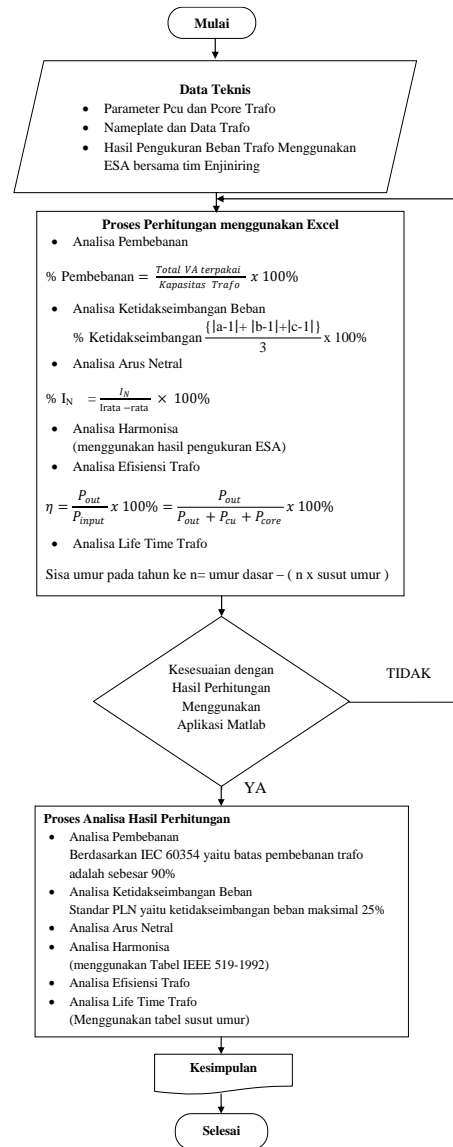 Mulai
Data Teknis
• Parameter Pcu dan Pcore Trafo
• Nameplate dan Data Trafo
• Hasil Pengukuran Beban Trafo Menggunakan
ESA bersama tim Enjiniring
Proses Perhitungan menggunakan Excel
• Analisa Pembebanan
% Pembebanan = Total VA terpakai / Kapasitas Trafo x 100%
• Analisa Ketidakseimbangan Beban
% Ketidakseimbangan {|a-1|+ |b-1|+|c-1|} / 3 x 100%
• Analisa Arus Netral
% I_N = I_N / Irata −rata × 100%
• Analisa Harmonisa
(menggunakan hasil pengukuran ESA)
• Analisa Efisiensi Trafo
η = P_out / P_input x 100% = P_out / P_out + P_cu + P_core x 100%
• Analisa Life Time Trafo
Sisa umur pada tahun ke n= umur dasar – ( n x susut umur )
Kesesuaian dengan
Hasil Perhitungan
Menggunakan
Aplikasi Matlab
TIDAK
YA
Proses Analisa Hasil Perhitungan
• Analisa Pembebanan
Berdasarkan IEC 60354 yaitu batas pembebanan trafo
adalah sebesar 90%
• Analisa Ketidakseimbangan Beban
Standar PLN yaitu ketidakseimbangan beban maksimal 25%
• Analisa Arus Netral
• Analisa Harmonisa
(menggunakan Tabel IEEE 519-1992)
• Analisa Efisiensi Trafo
• Analisa Life Time Trafo
(Menggunakan tabel susut umur)
Kesimpulan
Selesai